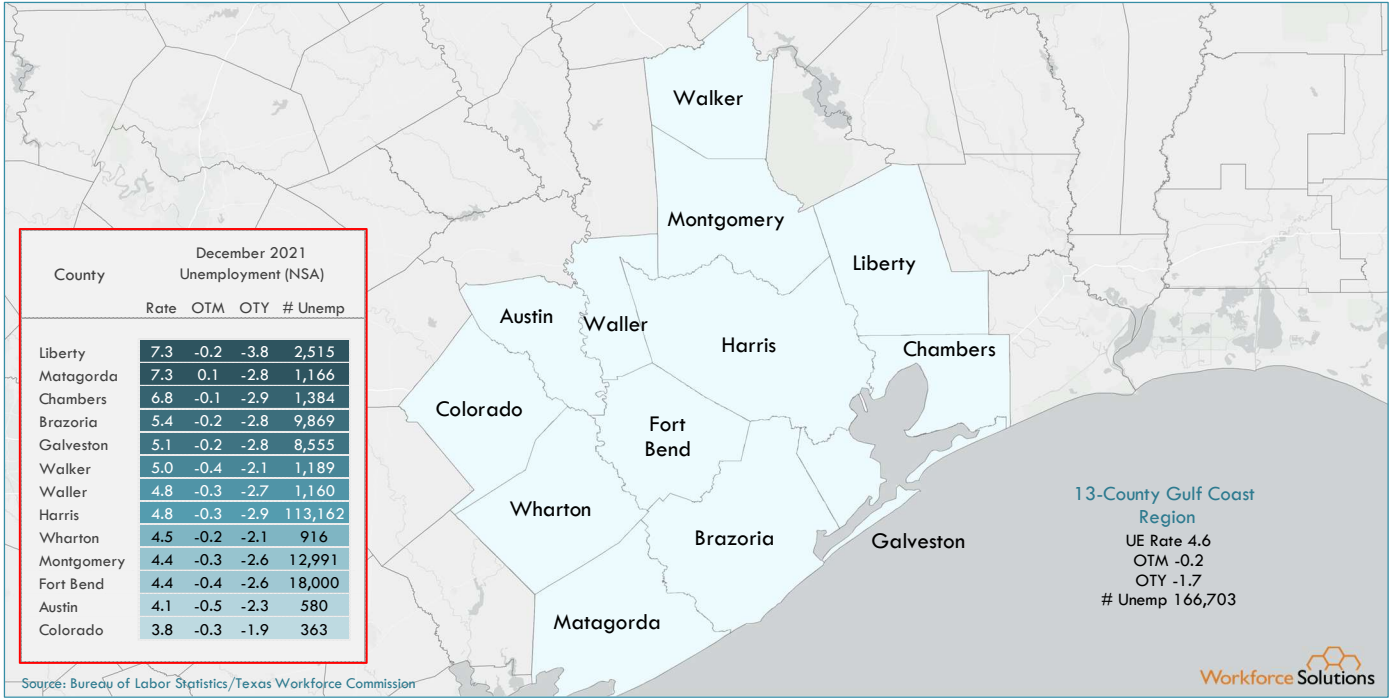 Walker
Montgomery
Liberty
Austin
Waller
Harris
Chambers
Colorado
Fort
Bend
Wharton
Brazoria
Galveston
Matagorda
County
December 2021
Unemployment (NSA)
Rate OTM OTY # Unemp
Liberty 7.3 -0.2 -3.8 2,515
Matagorda 7.3 0.1 -2.8 1,166
Chambers 6.8 -0.1 -2.9 1,384
Brazoria 5.4 -0.2 -2.8 9,869
Galveston 5.1 -0.2 -2.8 8,555
Walker 5.0 -0.4 -2.1 1,189
Waller 4.8 -0.3 -2.7 1,160
Harris 4.8 -0.3 -2.9 113,162
Wharton 4.5 -0.2 -2.1 916
Montgomery 4.4 -0.3 -2.6 12,991
Fort Bend 4.4 -0.4 -2.6 18,000
Austin 4.1 -0.5 -2.3 580
Colorado 3.8 -0.3 -1.9 363
13-County Gulf Coast
Region
UE Rate 4.6
OTM -0.2
OTY -1.7
# Unemp 166,703
Source: Bureau of Labor Statistics/Texas Workforce Commission
Workforce Solutions